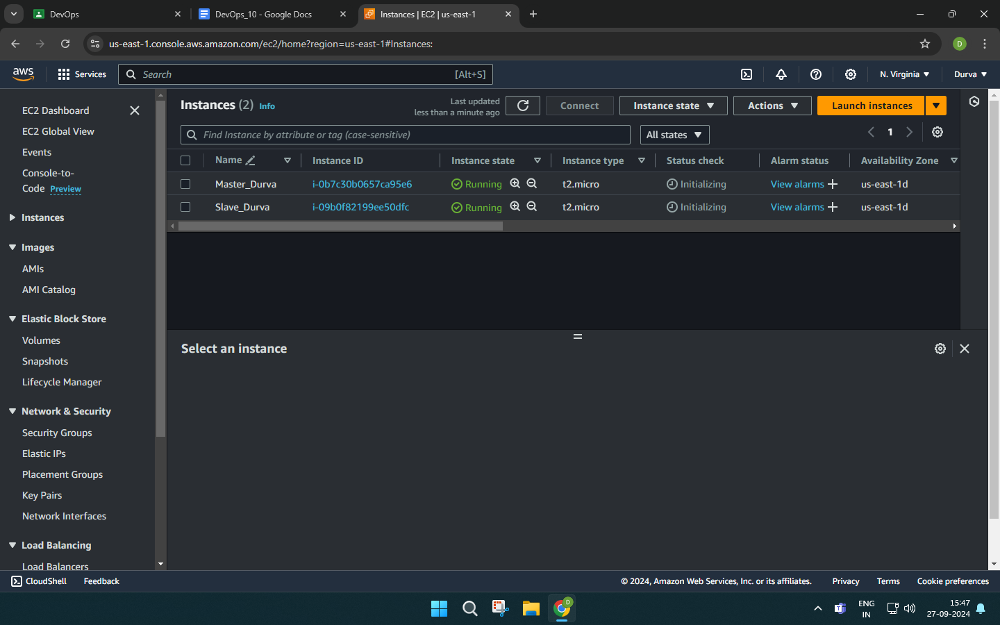 DevOps
DevOps_10 - Google Docs
Instances | EC2 | us-east-1
us-east-1.console.aws.amazon.com/ec2/home?region=us-east-1#Instances:
D
aws
Services
Search
[Alt+S]
N. Virginia
Durva
EC2 Dashboard
EC2 Global View
Events
Console-to-
Code Preview
Instances
Images
AMIs
AMI Catalog
Elastic Block Store
Volumes
Snapshots
Lifecycle Manager
Network & Security
Security Groups
Elastic IPs
Placement Groups
Key Pairs
Network Interfaces
Load Balancing
Load Balancers
Instances (2) Info
Last updated
less than a minute ago
Connect
Instance state
Actions
Launch instances
Find Instance by attribute or tag (case-sensitive)
All states
1
Name Instance ID Instance state Instance type Status check Alarm status Availability Zone
Master_Durva i-0b7c30b0657ca95e6 Running t2.micro Initializing View alarms us-east-1d
Slave_Durva i-09b0f82199ee50dfc Running t2.micro Initializing View alarms us-east-1d
Select an instance
CloudShell
Feedback
© 2024, Amazon Web Services, Inc. or its affiliates.
Privacy
Terms
Cookie preferences
D
T
ENG
IN
15:47
27-09-2024